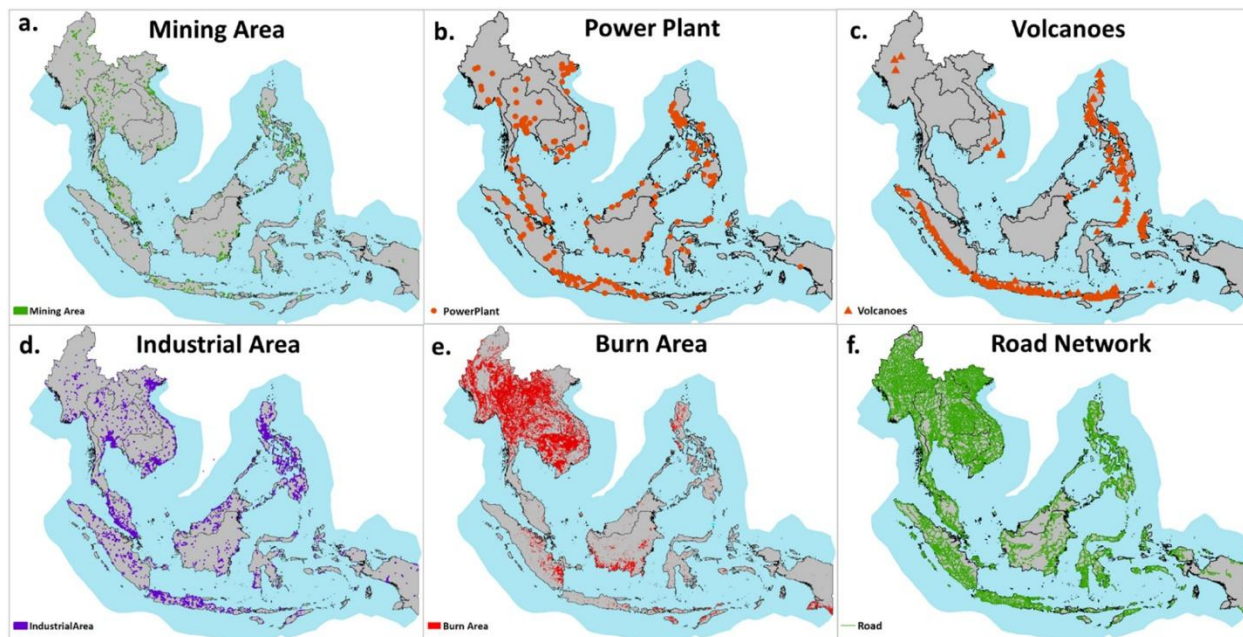 a. Mining Area
b. Power Plant
c. Volcanoes
Mining Area
PowerPlant
Volcanoes
d. Industrial Area
e. Burn Area
f. Road Network
IndustrialArea
Burn Area
Road